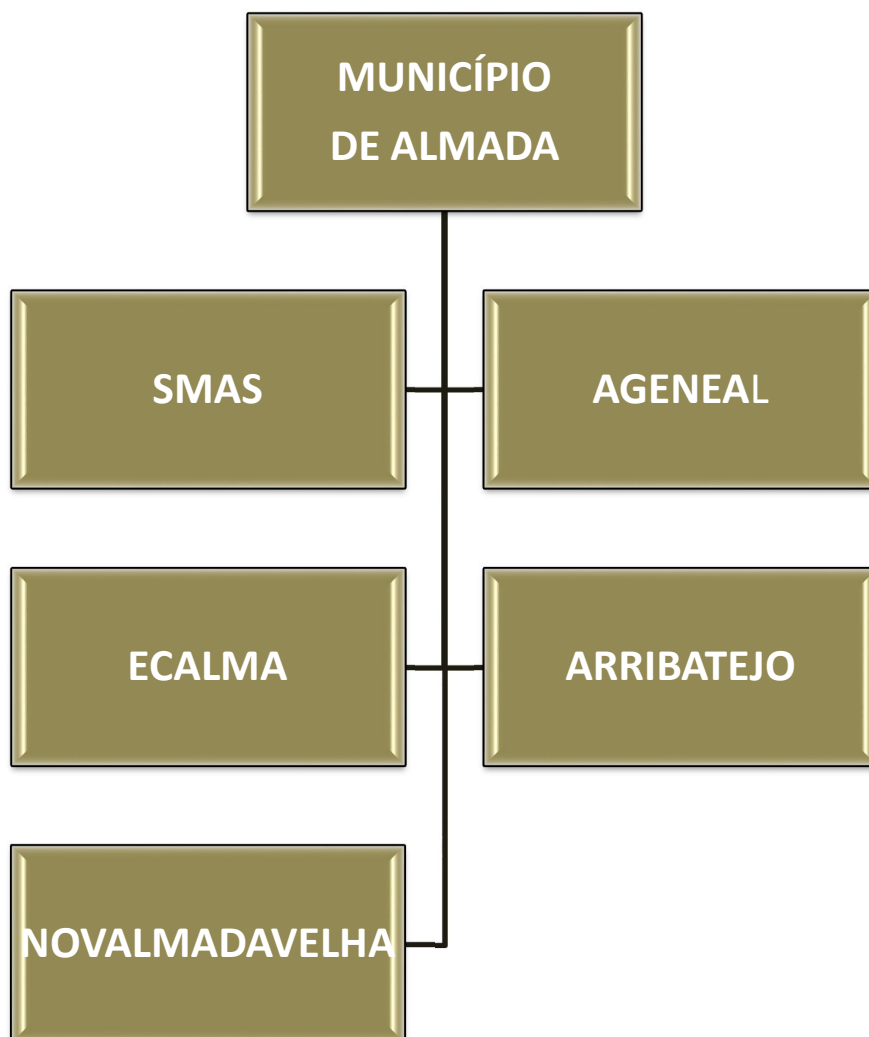 MUNICÍPIO
DE ALMADA
SMAS
AGENEAL
ECALMA
ARRIBATEJO
NOVALMADAVELHA